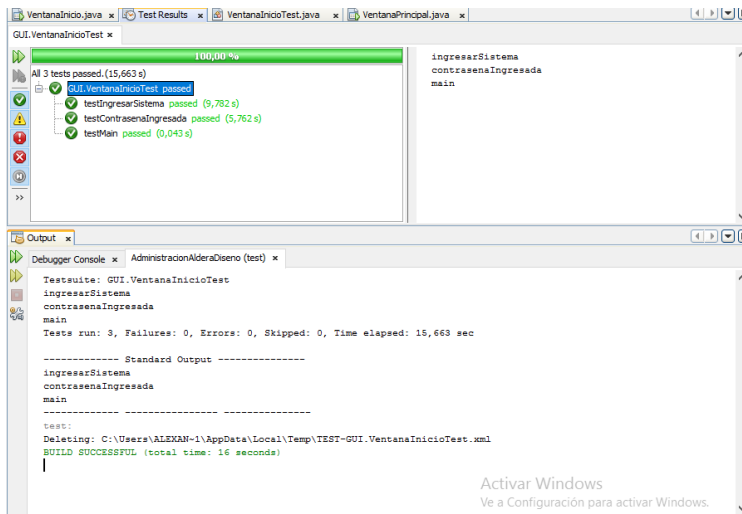 VentanaInicio.java x Test Results x VentanaInicioTest.java x VentanaPrincipal.java x
GUI.VentanaInicioTest x
100,00 %
All 3 tests passed.(15,663 s)
GUI.VentanaInicioTest passed
testIngresarSistema passed (9,782 s)
testContrasenaIngresada passed (5,762 s)
testMain passed (0,043 s)
ingresarSistema
contrasenaIngresada
main
Output x
Debugger Console x AdministracionAlderaDiseno (test) x
Testsuite: GUI.VentanaInicioTest
ingresarSistema
contrasenaIngresada
main
Tests run: 3, Failures: 0, Errors: 0, Skipped: 0, Time elapsed: 15,663 sec
------------- Standard Output ---------------
ingresarSistema
contrasenaIngresada
main
------------- ---------------- ---------------
test:
Deleting: C:\Users\ALEXAN~1\AppData\Local\Temp\TEST-GUI.VentanaInicioTest.xml
BUILD SUCCESSFUL (total time: 16 seconds)
Activar Windows
Ve a Configuración para activar Windows.